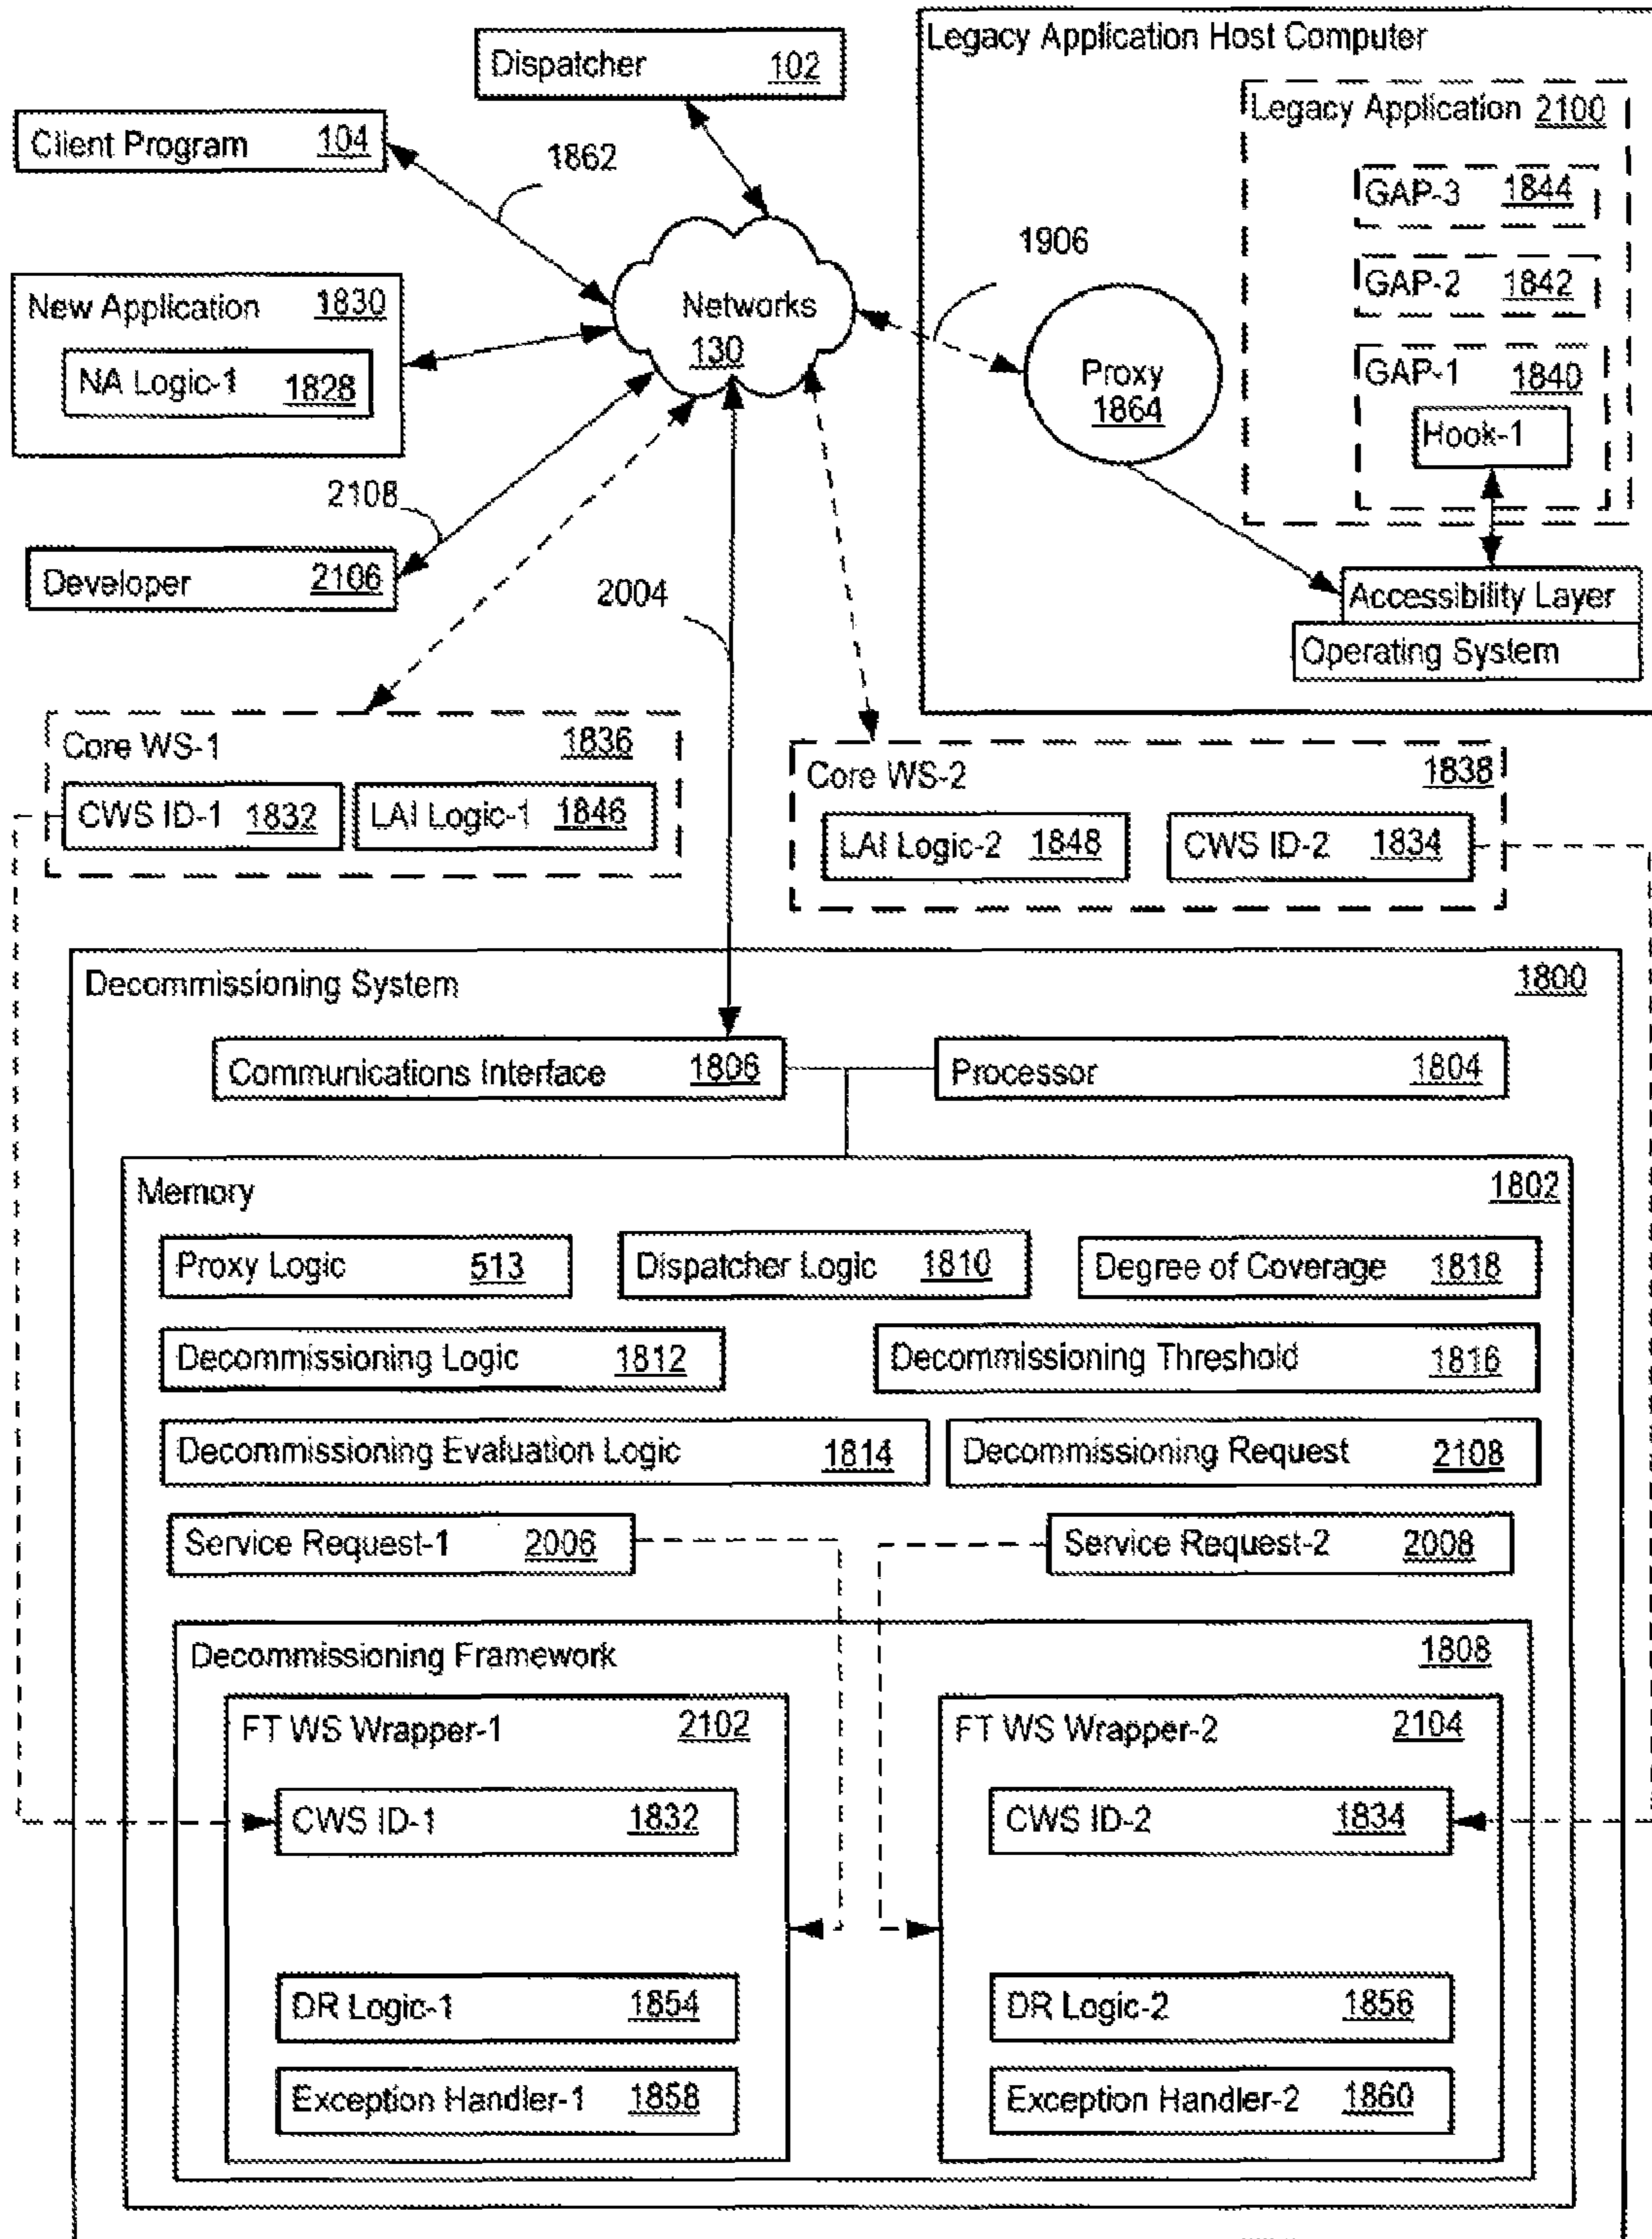 Dispatcher 102
Legacy Application Host Computer
Client Program 104
1862
Legacy Application 2100
GAP-3 1844
GAP-2 1842
GAP-1 1840
Hook-1
1906
Networks
130
Proxy
1864
New Application 1830
NA Logic-1 1828
2108
Developer 2106
2004
Accessibility Layer
Operating System
Core WS-1 1836
CWS ID-1 1832
LAI Logic-1 1846
Core WS-2 1838
LAI Logic-2 1848
CWS ID-2 1834
Decommissioning System 1800
Communications Interface 1806
Processor 1804
Memory 1802
Proxy Logic 513
Dispatcher Logic 1810
Degree of Coverage 1818
Decommissioning Logic 1812
Decommissioning Threshold 1816
Decommissioning Evaluation Logic 1814
Decommissioning Request 2108
Service Request-1 2006
Service Request-2 2008
Decommissioning Framework 1808
FT WS Wrapper-1 2102
CWS ID-1 1832
DR Logic-1 1854
Exception Handler-1 1858
FT WS Wrapper-2 2104
CWS ID-2 1834
DR Logic-2 1856
Exception Handler-2 1860